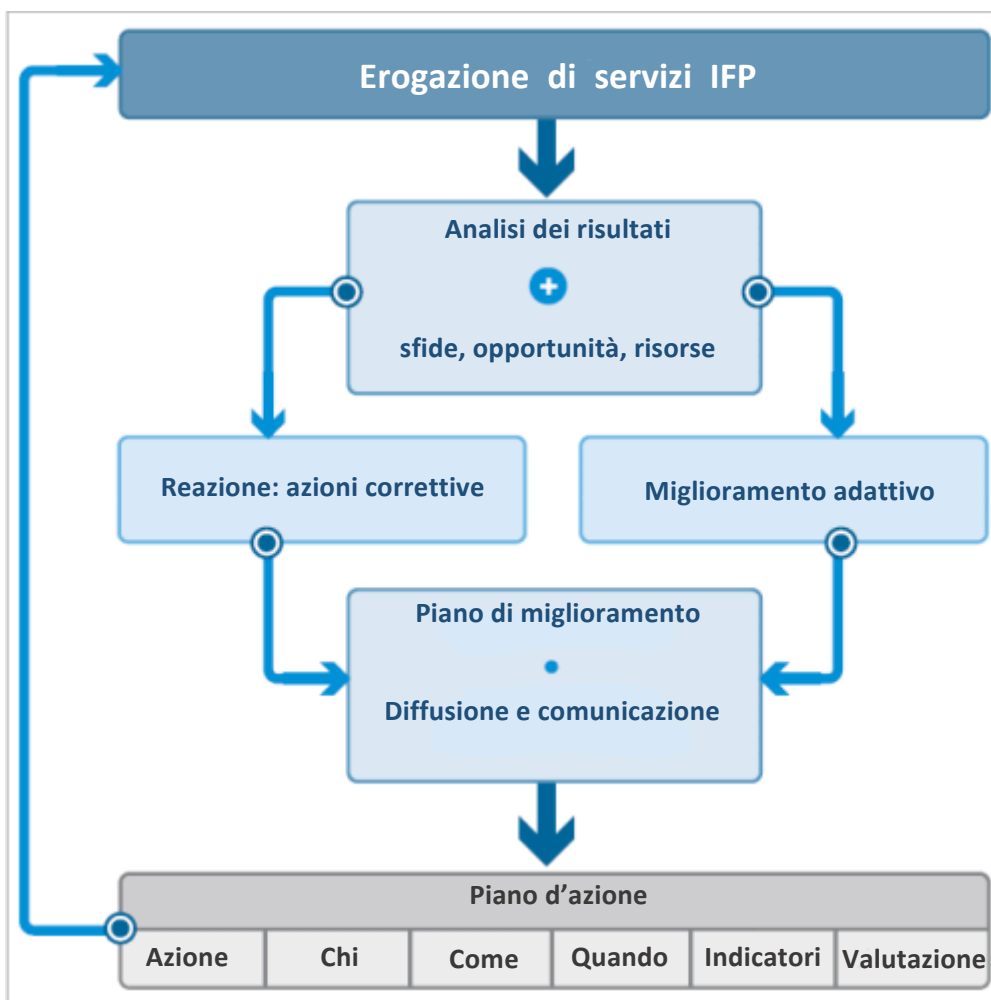 Erogazione di servizi IFP
Analisi dei risultati
+
sfide, opportunità, risorse
Reazione: azioni correttive
Miglioramento adattivo
Piano di miglioramento
Diffusione e comunicazione
Piano d’azione
Azione Chi Come Quando Indicatori Valutazione